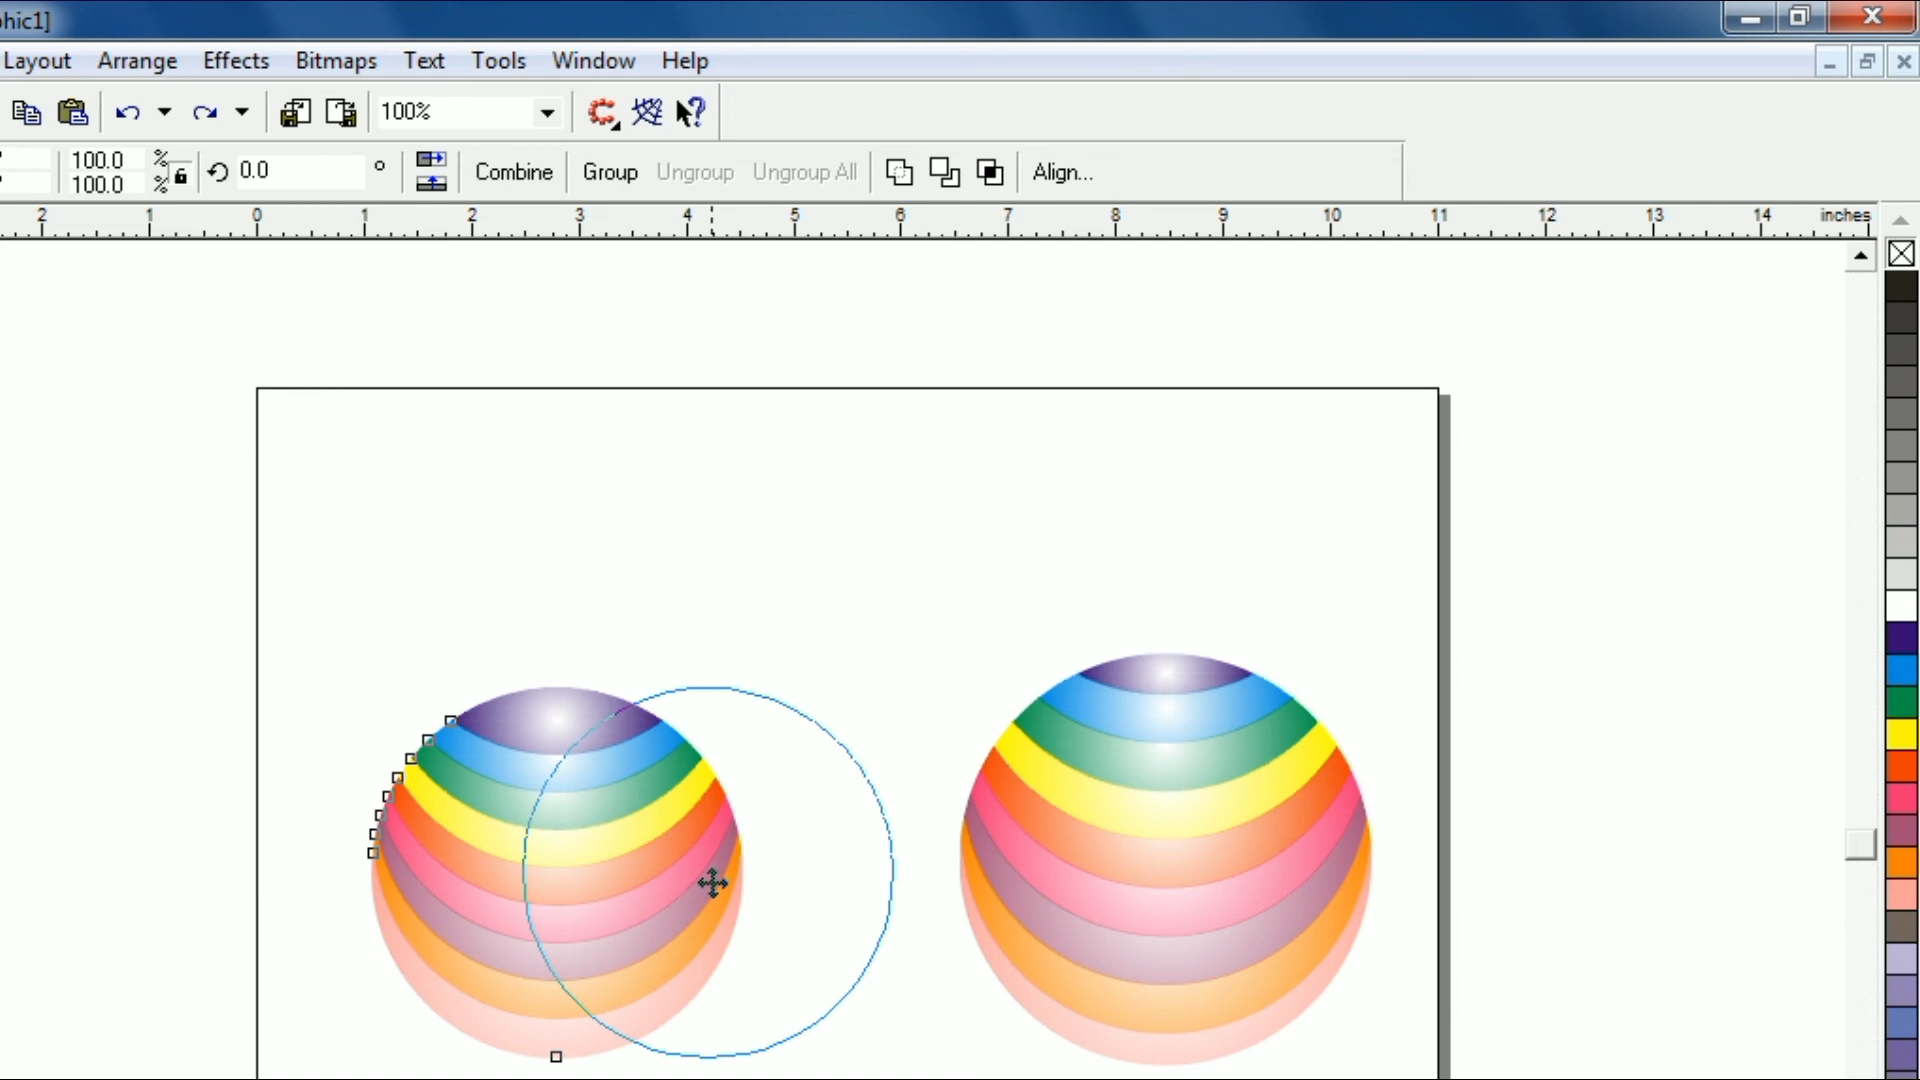 phic1]
Layout Arrange Effects Bitmaps Text Tools Window Help
100%
100.0 %
100.0 %
0.0 °
Combine Group Ungroup Ungroup All Align...
2 1 0 1 2 3 4 5 6 7 8 9 10 11 12 13 14 inches